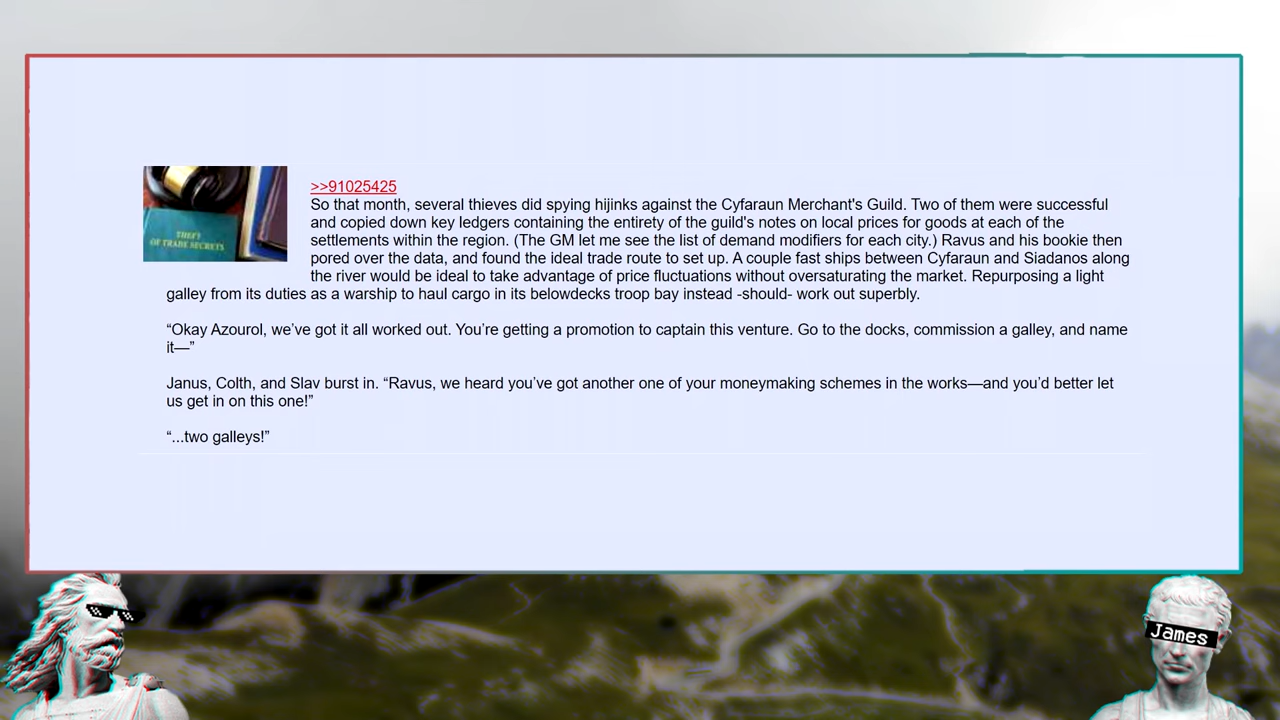 THEFT
OF TRADE SECRETS
>>91025425
So that month, several thieves did spying hijinks against the Cyfaraun Merchant's Guild. Two of them were successful
and copied down key ledgers containing the entirety of the guild's notes on local prices for goods at each of the
settlements within the region. (The GM let me see the list of demand modifiers for each city.) Ravus and his bookie then
pored over the data, and found the ideal trade route to set up. A couple fast ships between Cyfaraun and Siadanos along
the river would be ideal to take advantage of price fluctuations without oversaturating the market. Repurposing a light
galley from its duties as a warship to haul cargo in its belowdecks troop bay instead -should- work out superbly.
“Okay Azourol, we’ve got it all worked out. You’re getting a promotion to captain this venture. Go to the docks, commission a galley, and name
it—”
Janus, Colth, and Slav burst in. “Ravus, we heard you’ve got another one of your moneymaking schemes in the works—and you’d better let
us get in on this one!”
“...two galleys!”
James